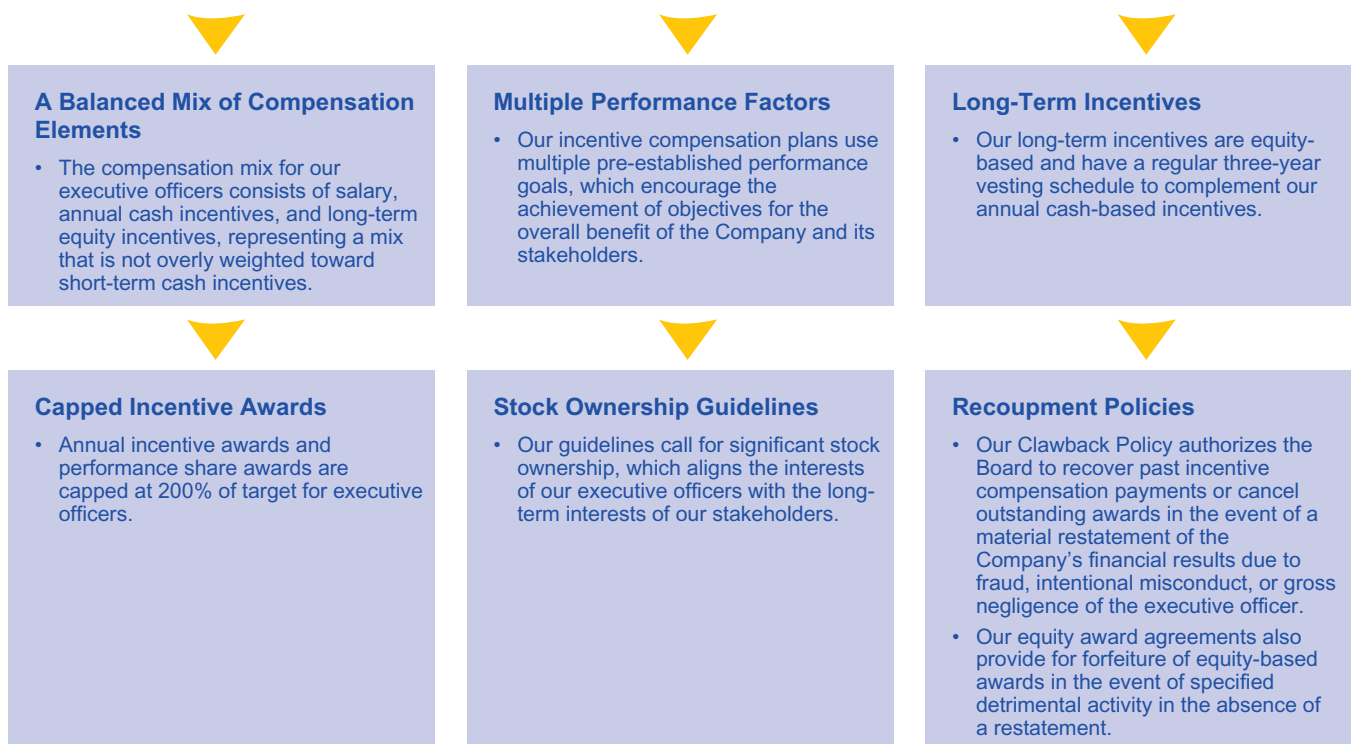 A Balanced Mix of Compensation
Elements
• The compensation mix for our
executive officers consists of salary,
annual cash incentives, and long-term
equity incentives, representing a mix
that is not overly weighted toward
short-term cash incentives.
Multiple Performance Factors
• Our incentive compensation plans use
multiple pre-established performance
goals, which encourage the
achievement of objectives for the
overall benefit of the Company and its
stakeholders.
Long-Term Incentives
• Our long-term incentives are equity-
based and have a regular three-year
vesting schedule to complement our
annual cash-based incentives.
Capped Incentive Awards
• Annual incentive awards and
performance share awards are
capped at 200% of target for executive
officers.
Stock Ownership Guidelines
• Our guidelines call for significant stock
ownership, which aligns the interests
of our executive officers with the long-
term interests of our stakeholders.
Recoupment Policies
• Our Clawback Policy authorizes the
Board to recover past incentive
compensation payments or cancel
outstanding awards in the event of a
material restatement of the
Company’s financial results due to
fraud, intentional misconduct, or gross
negligence of the executive officer.
• Our equity award agreements also
provide for forfeiture of equity-based
awards in the event of specified
detrimental activity in the absence of
a restatement.